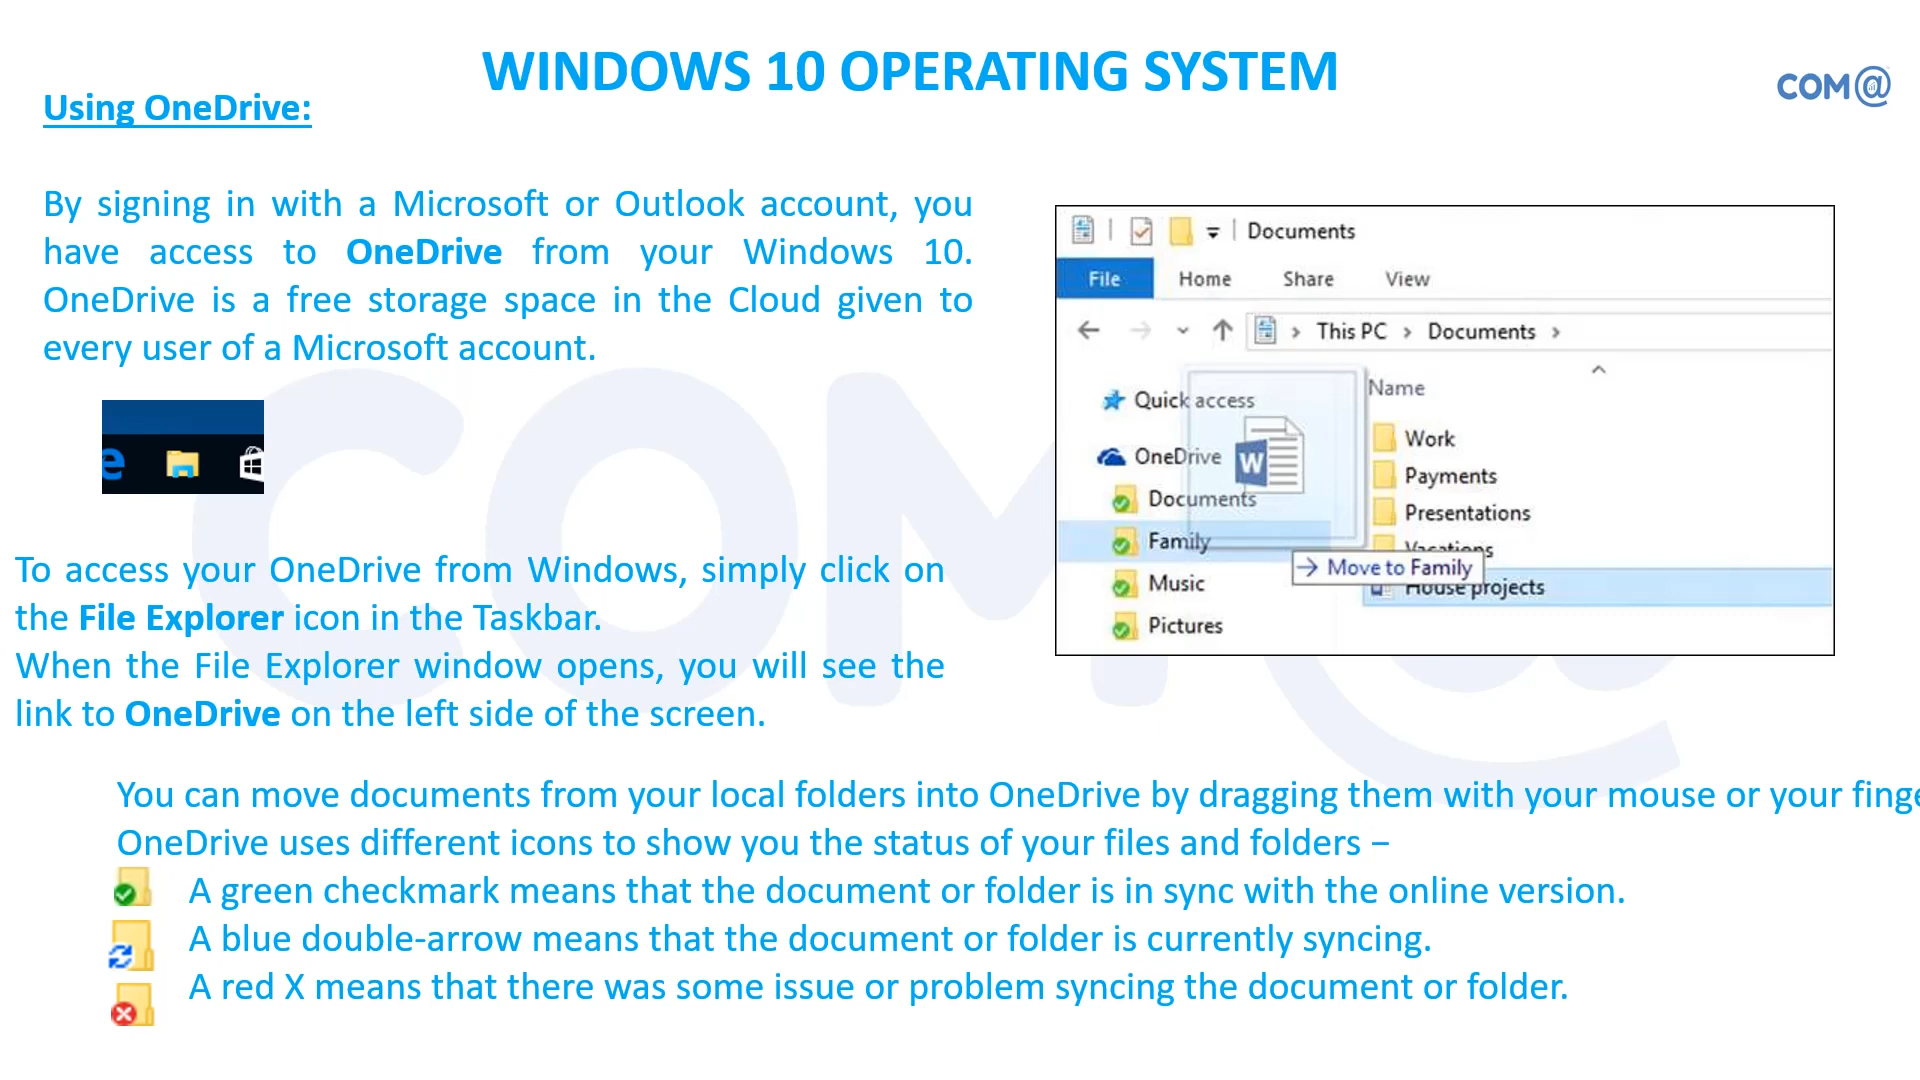 WINDOWS 10 OPERATING SYSTEM
COM@
Using OneDrive:
By signing in with a Microsoft or Outlook account, you
have access to OneDrive from your Windows 10.
OneDrive is a free storage space in the Cloud given to
every user of a Microsoft account.
To access your OneDrive from Windows, simply click on
the File Explorer icon in the Taskbar.
When the File Explorer window opens, you will see the
link to OneDrive on the left side of the screen.
Documents
File Home Share View
This PC > Documents >
Name
Quick access
OneDrive
Documents
Family
Music
Pictures
Work
Payments
Presentations
Vacations
Move to Family
House projects
You can move documents from your local folders into OneDrive by dragging them with your mouse or your finge
OneDrive uses different icons to show you the status of your files and folders −
A green checkmark means that the document or folder is in sync with the online version.
A blue double-arrow means that the document or folder is currently syncing.
A red X means that there was some issue or problem syncing the document or folder.